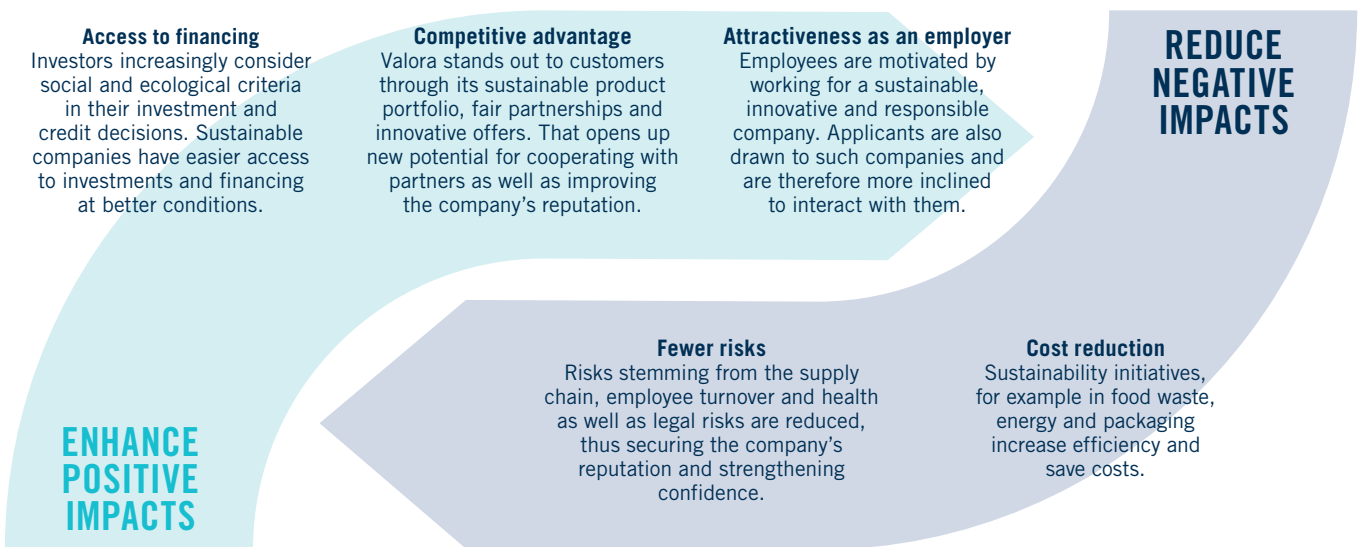 Access to financing
Investors increasingly consider
social and ecological criteria
in their investment and
credit decisions. Sustainable
companies have easier access
to investments and financing
at better conditions.
Competitive advantage
Valora stands out to customers
through its sustainable product
portfolio, fair partnerships and
innovative offers. That opens up
new potential for cooperating with
partners as well as improving
the company’s reputation.
Attractiveness as an employer
Employees are motivated by
working for a sustainable,
innovative and responsible
company. Applicants are also
drawn to such companies and
are therefore more inclined
to interact with them.
REDUCE
NEGATIVE
IMPACTS
ENHANCE
POSITIVE
IMPACTS
Fewer risks
Risks stemming from the supply
chain, employee turnover and health
as well as legal risks are reduced,
thus securing the company’s
reputation and strengthening
confidence.
Cost reduction
Sustainability initiatives,
for example in food waste,
energy and packaging
increase efficiency and
save costs.